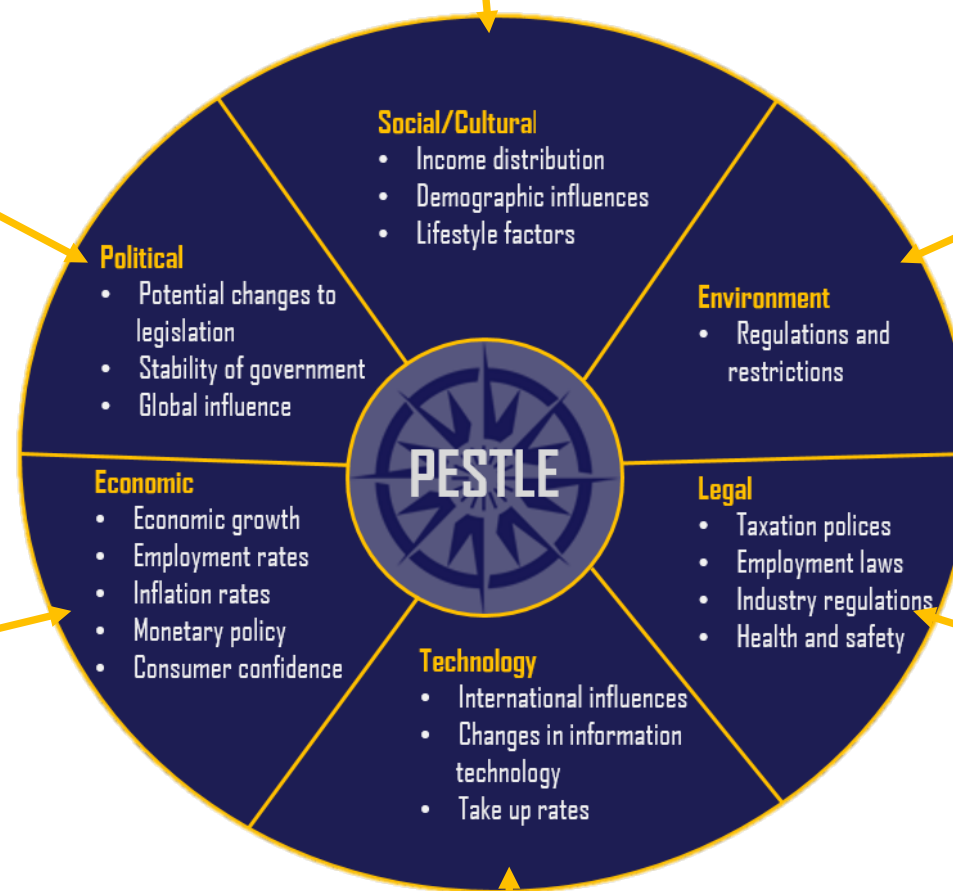 Social/Cultural
• Income distribution
• Demographic influences
• Lifestyle factors
Political
• Potential changes to
legislation
• Stability of government
• Global influence
Environment
• Regulations and
restrictions
PESTLE
Economic
• Economic growth
• Employment rates
• Inflation rates
• Monetary policy
• Consumer confidence
Legal
• Taxation polices
• Employment laws
• Industry regulations
• Health and safety
Technology
• International influences
• Changes in information
technology
• Take up rates